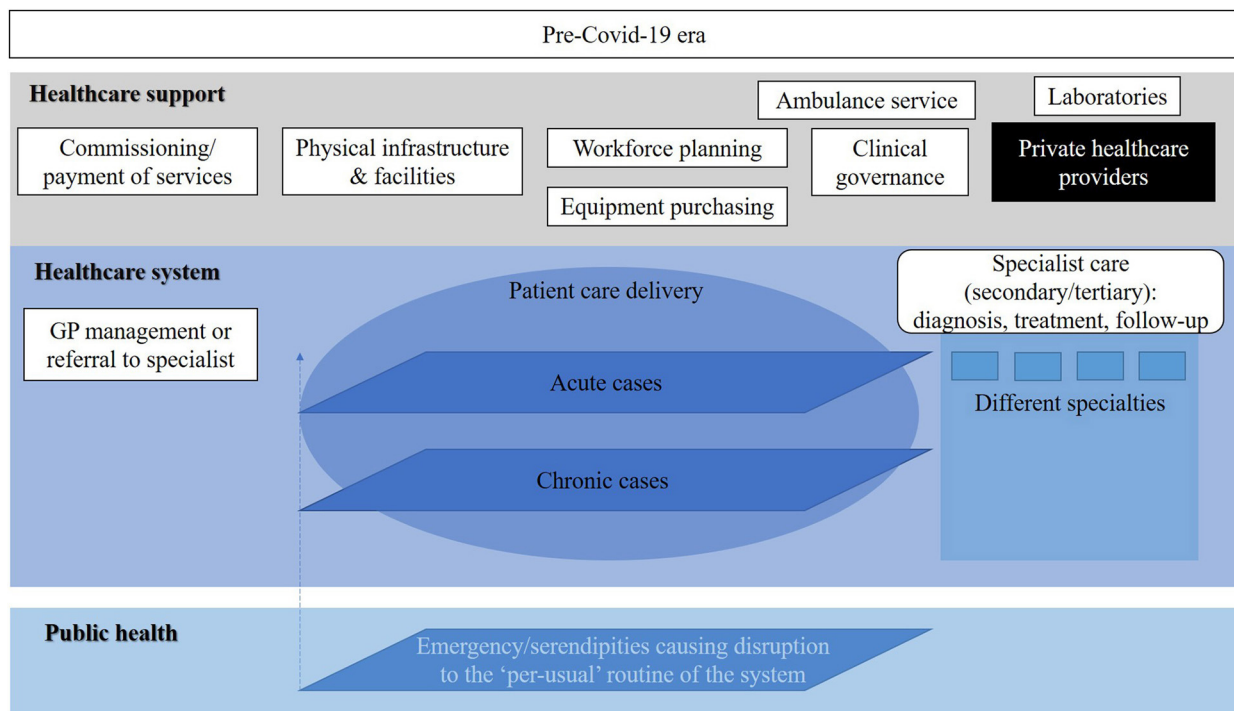 Pre-Covid-19 era
Healthcare support
Ambulance service
Laboratories
Commissioning/
payment of services
Physical infrastructure
& facilities
Workforce planning
Equipment purchasing
Clinical
governance
Private healthcare
providers
Healthcare system
GP management or
referral to specialist
Patient care delivery
Acute cases
Chronic cases
Specialist care
(secondary/tertiary):
diagnosis, treatment, follow-up
Different specialties
Public health
Emergency/serendipities causing disruption
to the ‘per-usual’ routine of the system